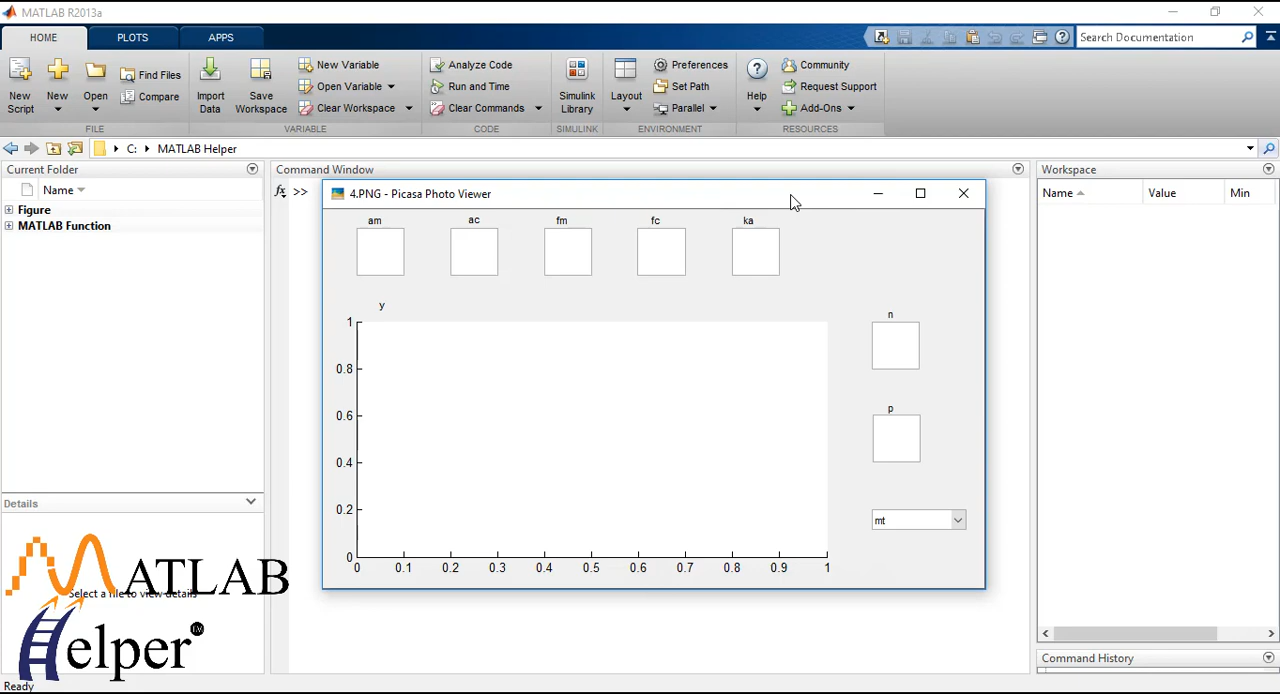 MATLAB R2013a
HOME PLOTS APPS Search Documentation
New Script New Open Find Files Compare Import Data Save Workspace New Variable Open Variable Clear Workspace Analyze Code Run and Time Clear Commands Simulink Library Layout Preferences Set Path Parallel Help Community Request Support Add-Ons
FILE VARIABLE CODE SIMULINK ENVIRONMENT RESOURCES
C: MATLAB Helper
Current Folder Command Window Workspace
Name fx >> Name Value Min
4.PNG - Picasa Photo Viewer
Figure
MATLAB Function
am ac fm fc ka
y
n
p
mt
1
0.8
0.6
0.4
0.2
0
0 0.1 0.2 0.3 0.4 0.5 0.6 0.7 0.8 0.9 1
Details
Select a file to view details
MATLAB
Helper TM
Command History
Ready